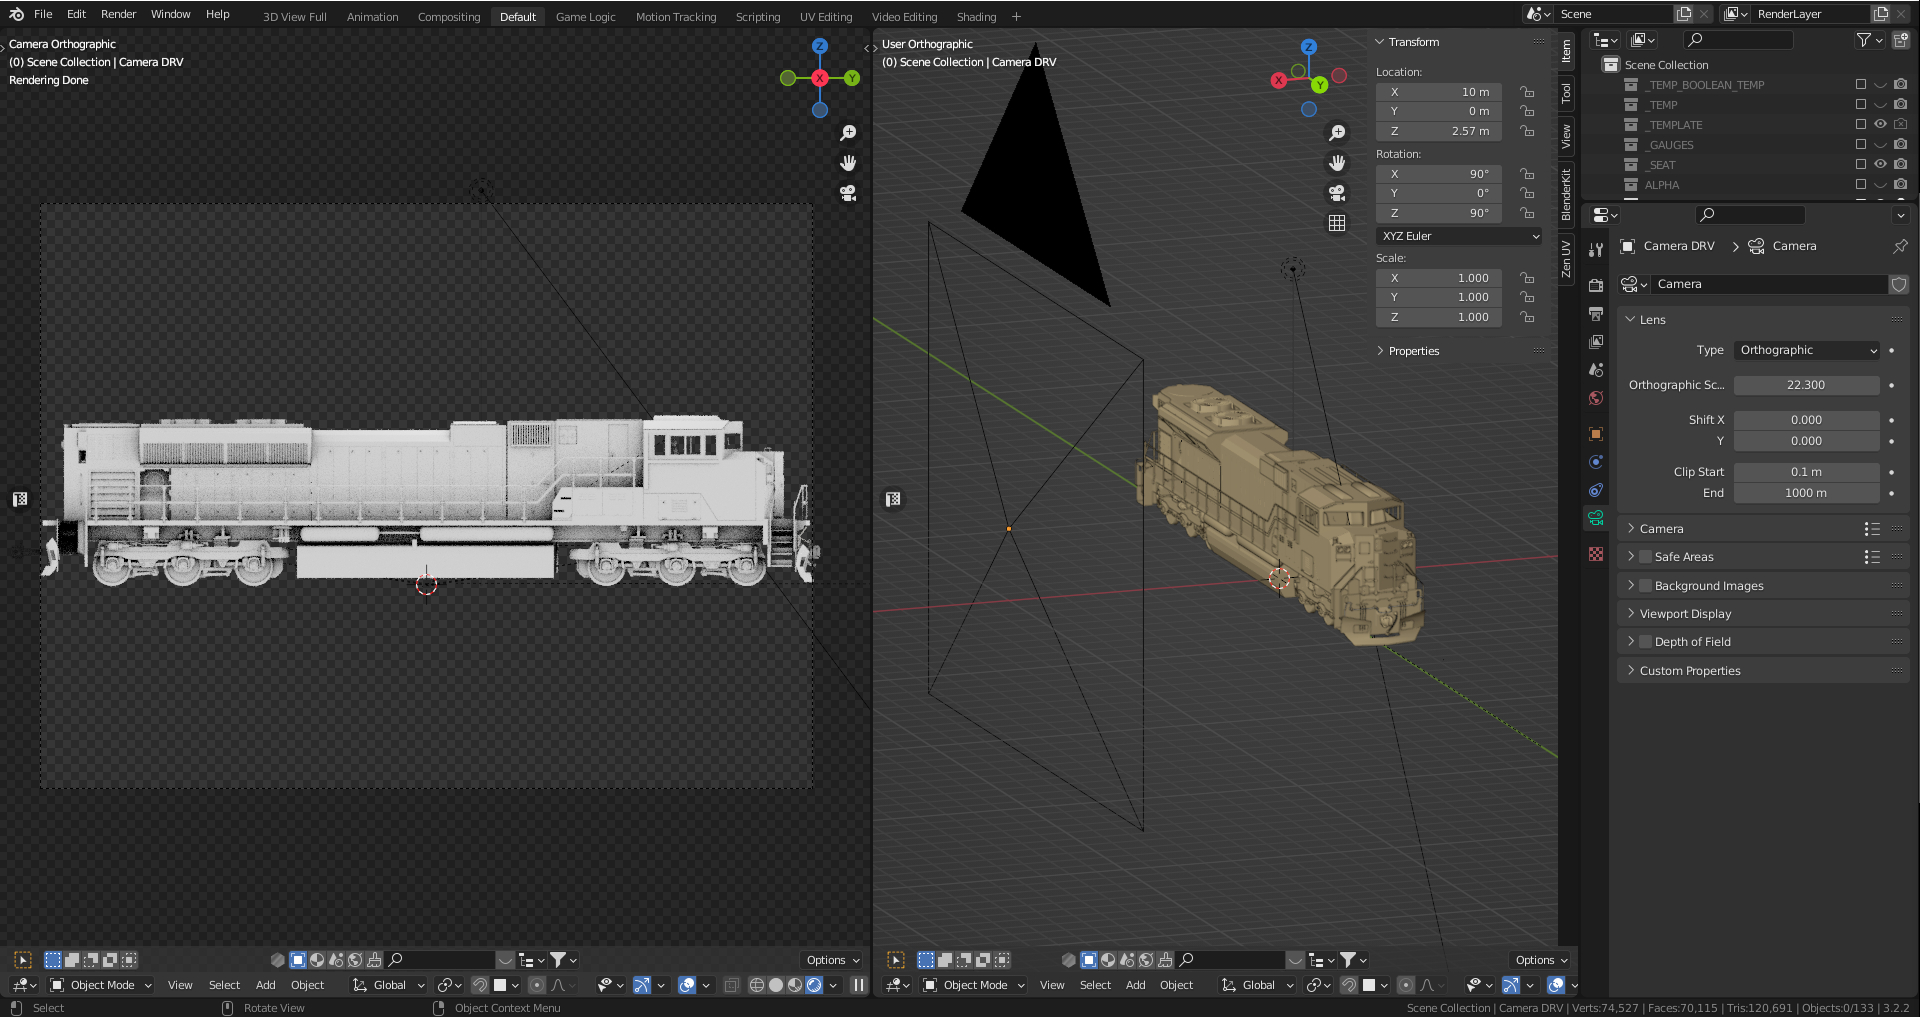 File Edit Render Window Help 3D View Full Animation Compositing Default Game Logic Motion Tracking Scripting UV Editing Video Editing Shading + Scene RenderLayer
Camera Orthographic
(0) Scene Collection | Camera DRV
Rendering Done
Z
X
Y
User Orthographic
(0) Scene Collection | Camera DRV
Z
X
Y
Transform
Location:
X 10 m
Y 0 m
Z 2.57 m
Rotation:
X 90°
Y 0°
Z 90°
XYZ Euler
Scale:
X 1.000
Y 1.000
Z 1.000
Properties
Item
Tool
View
BlenderKit
Zen UV
Scene Collection
_TEMP_BOOLEAN_TEMP
_TEMP
_TEMPLATE
_GAUGES
_SEAT
ALPHA
Camera DRV Camera
Camera
Lens
Type Orthographic
Orthographic Sc... 22.300
Shift X 0.000
Y 0.000
Clip Start 0.1 m
End 1000 m
Camera
Safe Areas
Background Images
Viewport Display
Depth of Field
Custom Properties
Options
Object Mode View Select Add Object Global
Options
Object Mode View Select Add Object Global
Select Rotate View Object Context Menu Scene Collection | Camera DRV | Verts:74,527 | Faces:70,115 | Tris:120,691 | Objects:0/133 | 3.2.2